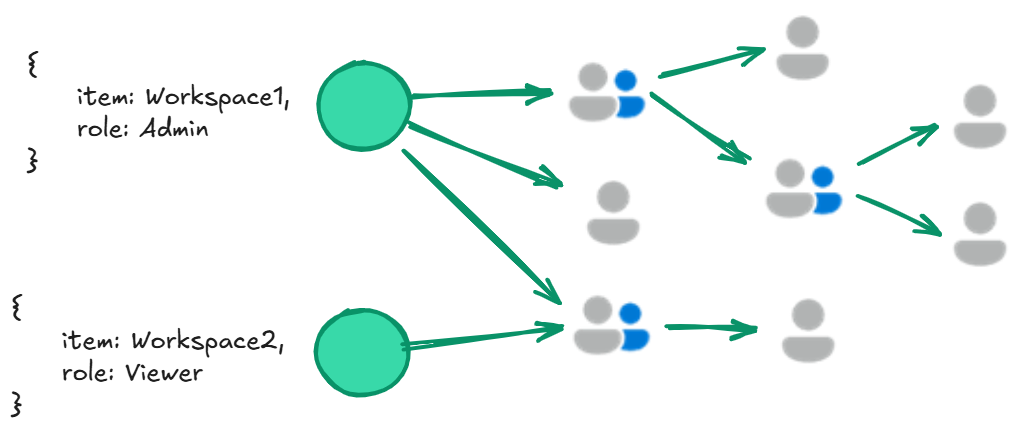 {
item: Workspace1,
role: Admin
}
{
item: Workspace2,
role: Viewer
}